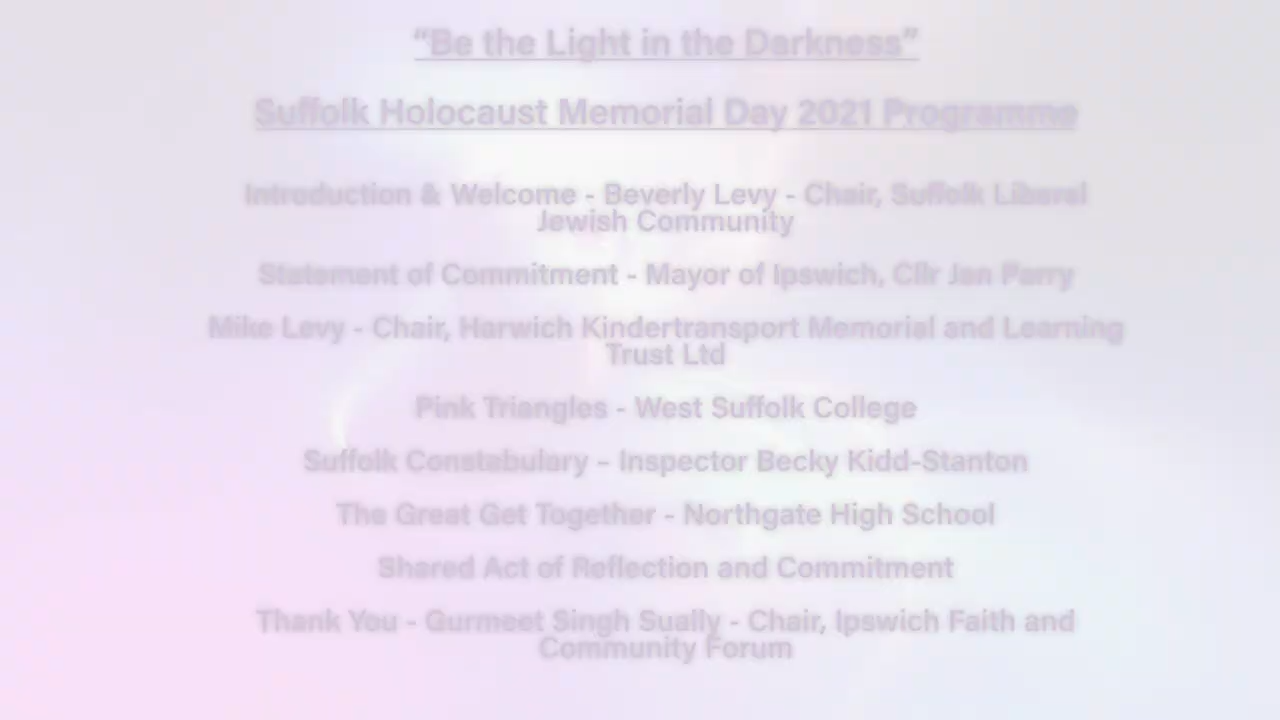 “Be the Light in the Darkness”
Suffolk Holocaust Memorial Day 2021 Programme
Introduction & Welcome - Beverly Levy - Chair, Suffolk Liberal
Jewish Community
Statement of Commitment - Mayor of Ipswich, Cllr Jan Parry
Mike Levy - Chair, Harwich Kindertransport Memorial and Learning
Trust Ltd
Pink Triangles - West Suffolk College
Suffolk Constabulary – Inspector Becky Kidd-Stanton
The Great Get Together - Northgate High School
Shared Act of Reflection and Commitment
Thank You - Gurmeet Singh Sually - Chair, Ipswich Faith and
Community Forum